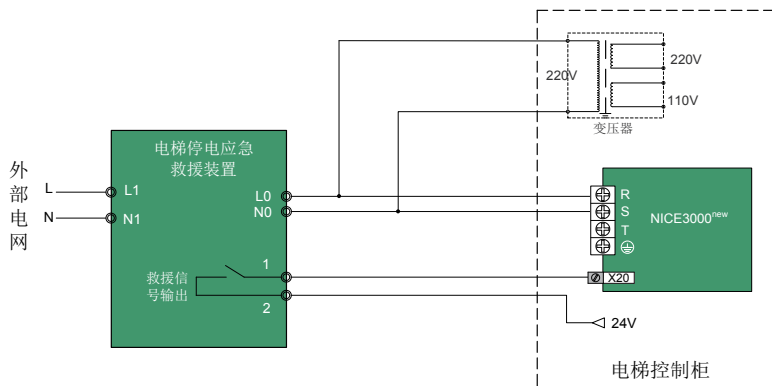 220V
220V
110V
变压器
外部电网
L
N
电梯停电应急
救援装置
L1
N1
L0
N0
1
2
救援信
号输出
R
S
T
NICE3000new
X20
24V
电梯控制柜